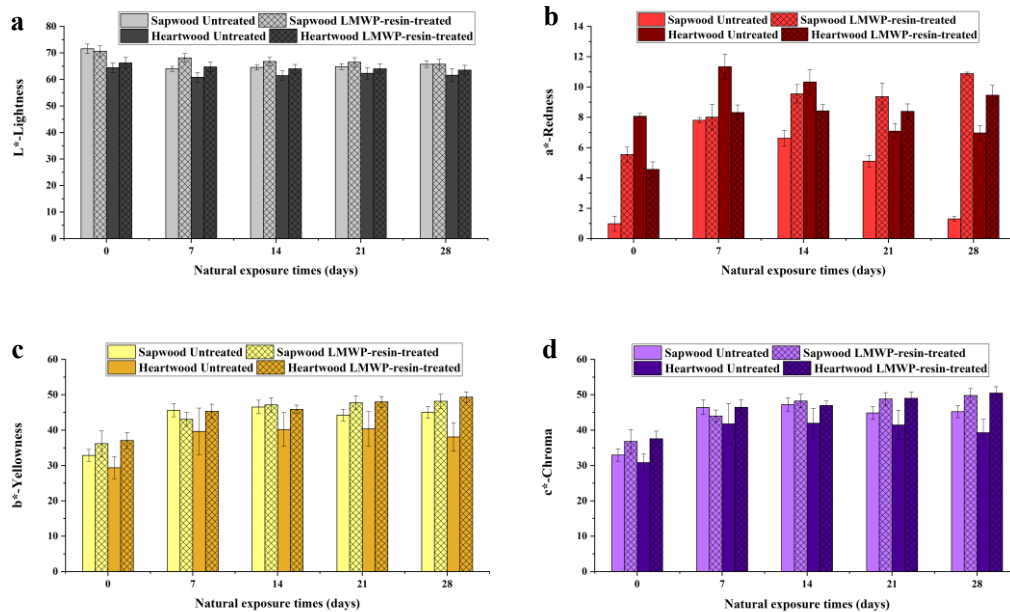 a
Sapwood Untreated Sapwood LMWP-resin-treated
Heartwood Untreated Heartwood LMWP-resin-treated
100
90
80
70
60
50
40
30
20
10
0
L*-Lightness
0 7 14 21 28
Natural exposure times (days)
b
Sapwood Untreated Sapwood LMWP-resin-treated
Heartwood Untreated Heartwood LMWP-resin-treated
14
12
10
8
6
4
2
0
a*-Redness
0 7 14 21 28
Natural exposure times (days)
c
Sapwood Untreated Sapwood LMWP-resin-treated
Heartwood Untreated Heartwood LMWP-resin-treated
60
50
40
30
20
10
0
b*-Yellowness
0 7 14 21 28
Natural exposure times (days)
d
Sapwood Untreated Sapwood LMWP-resin-treated
Heartwood Untreated Heartwood LMWP-resin-treated
60
50
40
30
20
10
0
c*-Chroma
0 7 14 21 28
Natural exposure times (days)